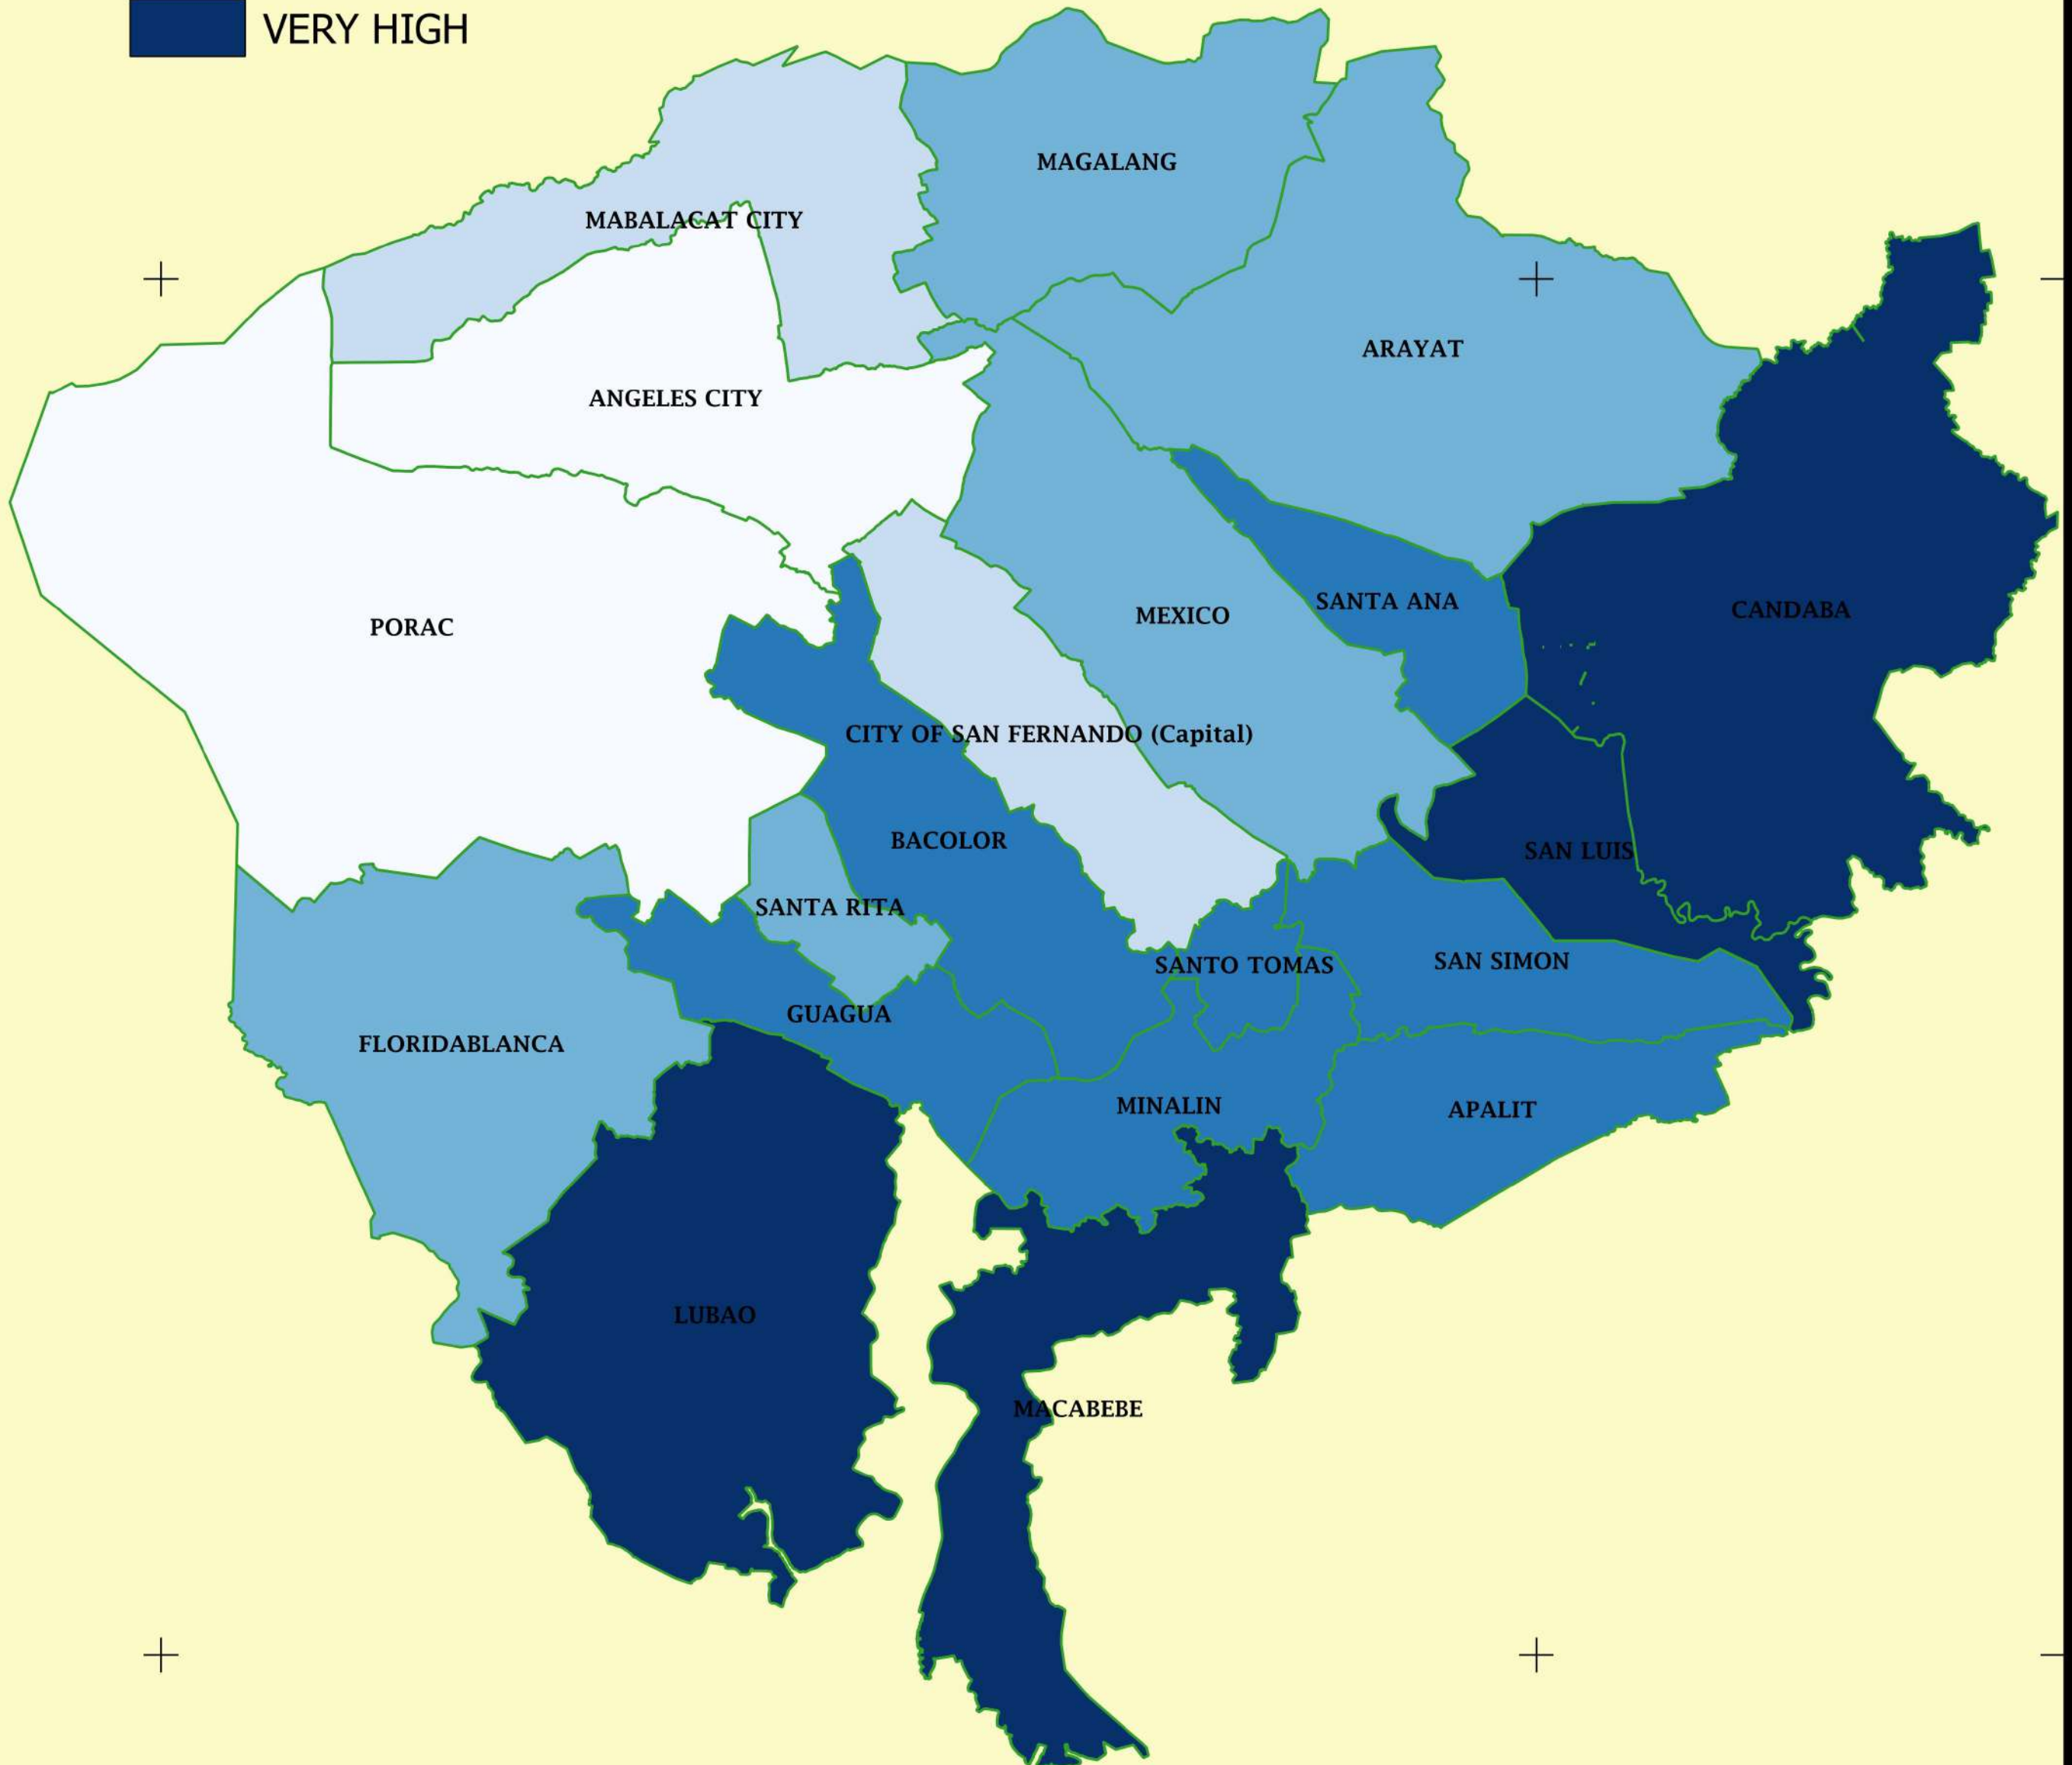 VERY HIGH
MAGALANG
MABALACAT CITY
ARAYAT
ANGELES CITY
SANTA ANA
CANDABA
MEXICO
PORAC
CITY OF SAN FERNANDO (Capital)
BACOLOR
SAN LUIS
SANTA RITA
SAN SIMON
SANTO TOMAS
GUAGUA
FLORIDABLANCA
MINALIN
APALIT
LUBAO
MACABEBE